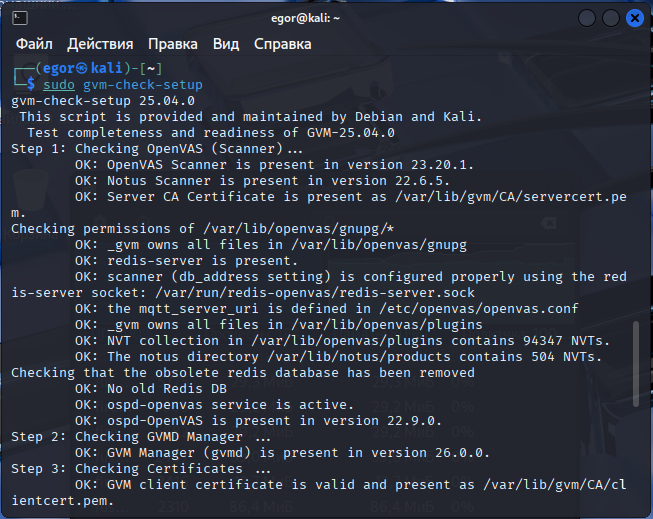 egor@kali: ~
Файл Действия Правка Вид Справка
┌──(egor㉿kali)-[~]
└─$ sudo gvm-check-setup
gvm-check-setup 25.04.0
This script is provided and maintained by Debian and Kali.
Test completeness and readiness of GVM-25.04.0
Step 1: Checking OpenVAS (Scanner)...
OK: OpenVAS Scanner is present in version 23.20.1.
OK: Notus Scanner is present in version 22.6.5.
OK: Server CA Certificate is present as /var/lib/gvm/CA/servercert.pe
m.
Checking permissions of /var/lib/openvas/gnupg/*
OK: _gvm owns all files in /var/lib/openvas/gnupg
OK: redis-server is present.
OK: scanner (db_address setting) is configured properly using the red
is-server socket: /var/run/redis-openvas/redis-server.sock
OK: the mqtt_server_uri is defined in /etc/openvas/openvas.conf
OK: _gvm owns all files in /var/lib/openvas/plugins
OK: NVT collection in /var/lib/openvas/plugins contains 94347 NVTs.
OK: The notus directory /var/lib/notus/products contains 504 NVTs.
Checking that the obsolete redis database has been removed
OK: No old Redis DB
OK: ospd-openvas service is active.
OK: ospd-OpenVAS is present in version 22.9.0.
Step 2: Checking GVMD Manager ...
OK: GVM Manager (gvmd) is present in version 26.0.0.
Step 3: Checking Certificates ...
OK: GVM client certificate is valid and present as /var/lib/gvm/CA/cl
ientcert.pem.